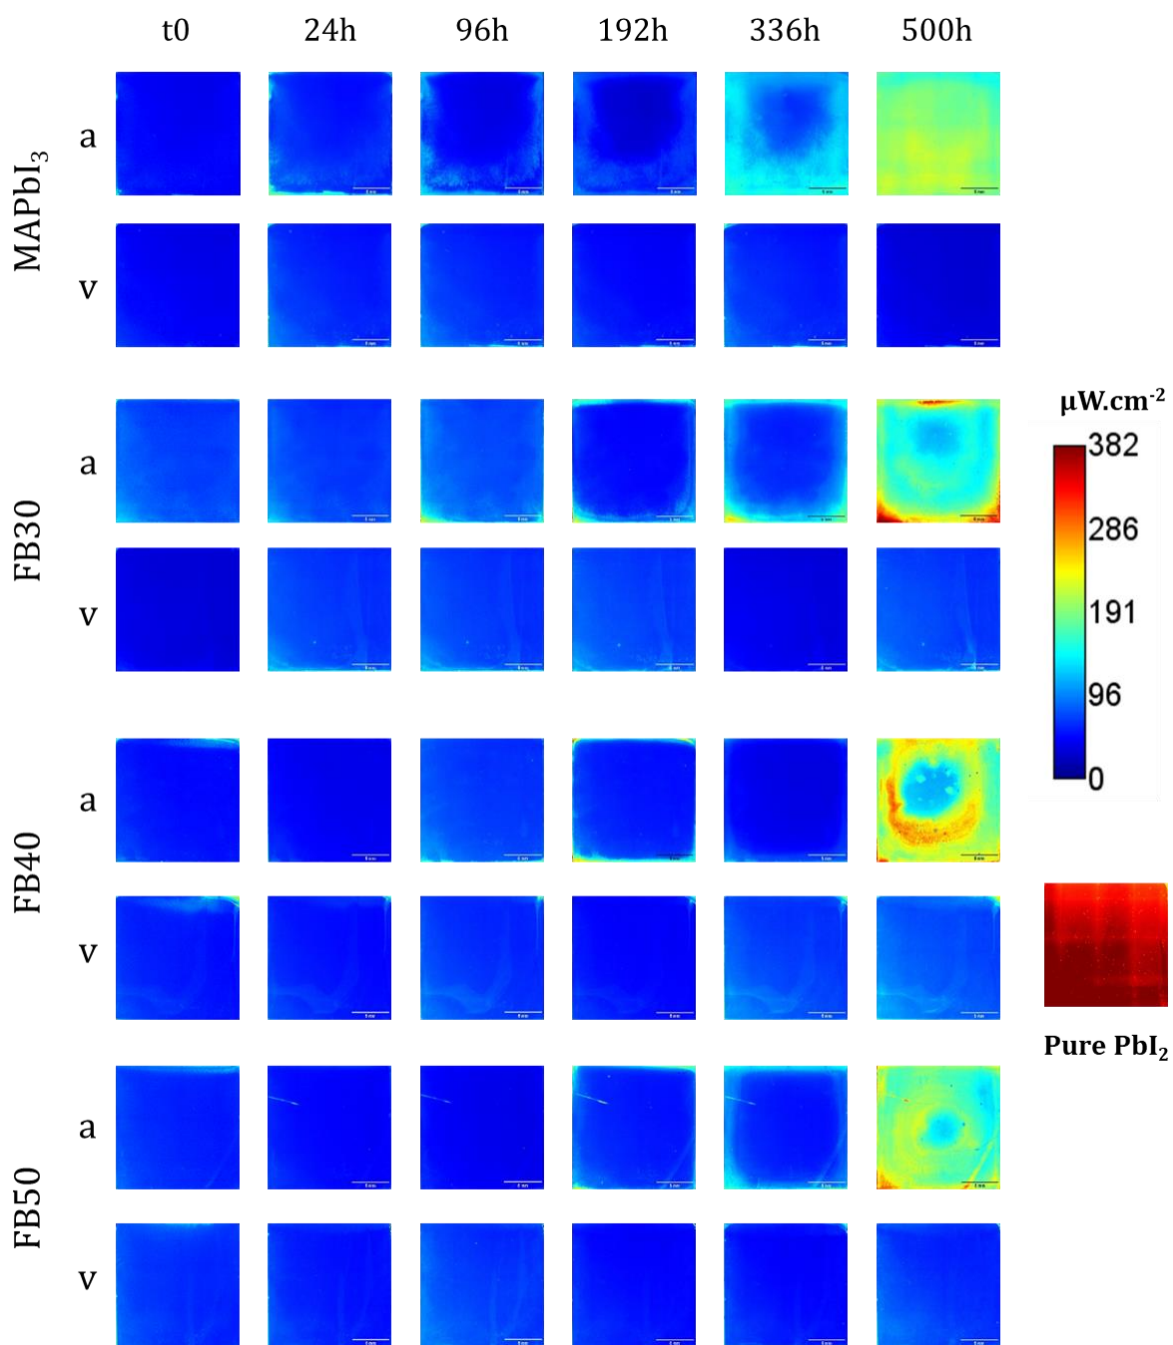 t0 24h 96h 192h 336h 500h
MAPbI₃
a
v
FB30
a
v
FB40
a
v
FB50
a
v
µW.cm⁻²
382
286
191
96
0
Pure PbI₂